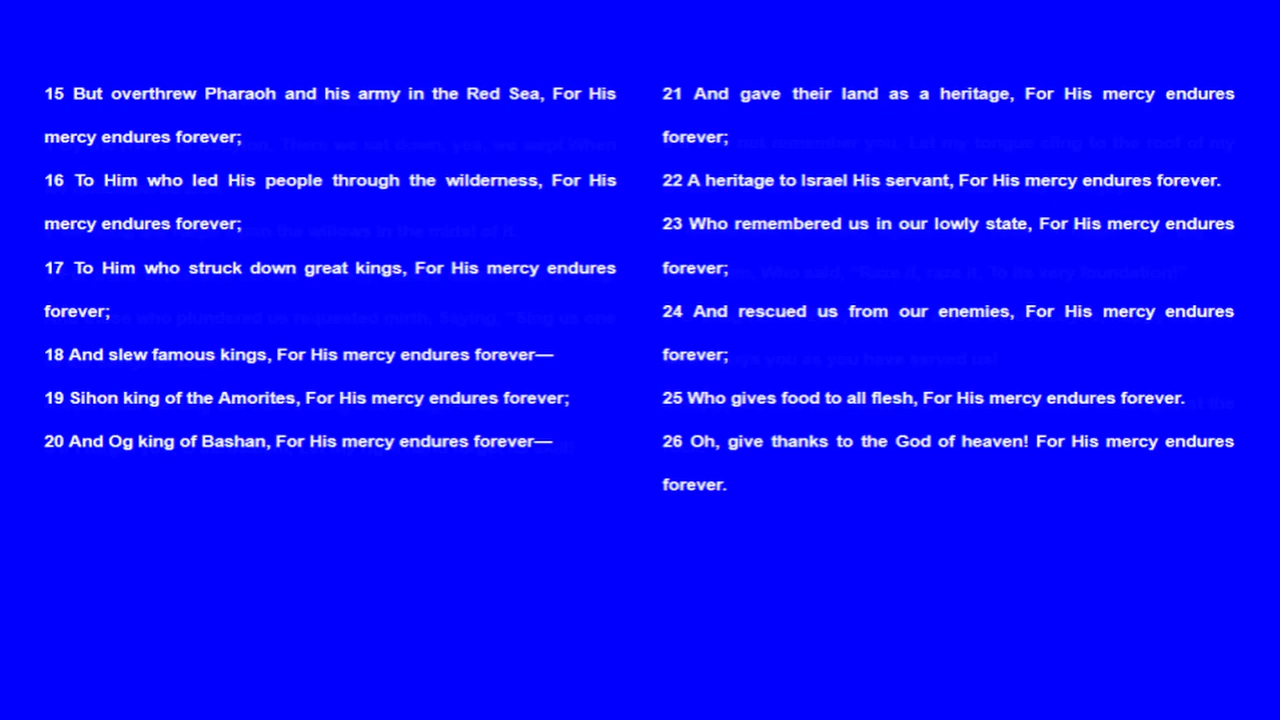 15 But overthrew Pharaoh and his army in the Red Sea, For His
mercy endures forever;
16 To Him who led His people through the wilderness, For His
mercy endures forever;
17 To Him who struck down great kings, For His mercy endures
forever;
18 And slew famous kings, For His mercy endures forever—
19 Sihon king of the Amorites, For His mercy endures forever;
20 And Og king of Bashan, For His mercy endures forever—
21 And gave their land as a heritage, For His mercy endures
forever;
22 A heritage to Israel His servant, For His mercy endures forever.
23 Who remembered us in our lowly state, For His mercy endures
forever;
24 And rescued us from our enemies, For His mercy endures
forever;
25 Who gives food to all flesh, For His mercy endures forever.
26 Oh, give thanks to the God of heaven! For His mercy endures
forever.